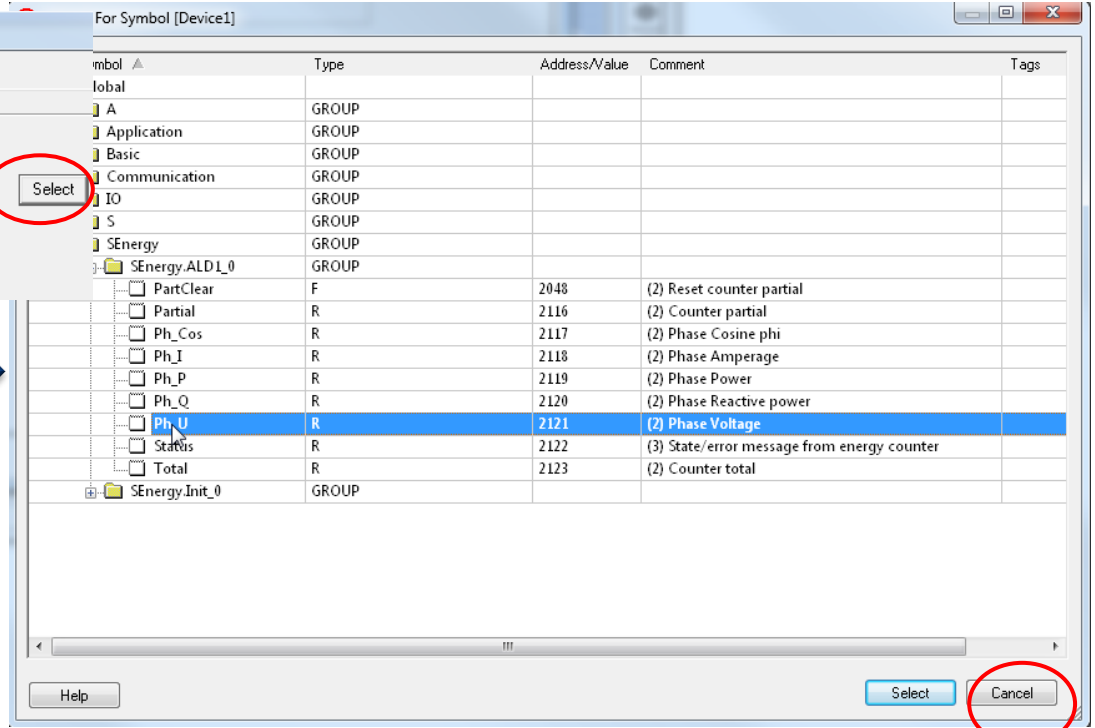 For Symbol [Device1]
mbol Type Address/Value Comment Tags
lobal
A GROUP
Application GROUP
Basic GROUP
Communication GROUP
Select
IO GROUP
S GROUP
SEnergy GROUP
SEnergy.ALD1_0 GROUP
PartClear F 2048 (2) Reset counter partial
Partial R 2116 (2) Counter partial
Ph_Cos R 2117 (2) Phase Cosine phi
Ph_I R 2118 (2) Phase Amperage
Ph_P R 2119 (2) Phase Power
Ph_Q R 2120 (2) Phase Reactive power
Ph_U R 2121 (2) Phase Voltage
Status R 2122 (3) State/error message from energy counter
Total R 2123 (2) Counter total
SEnergy.Init_0 GROUP
Help Select Cancel